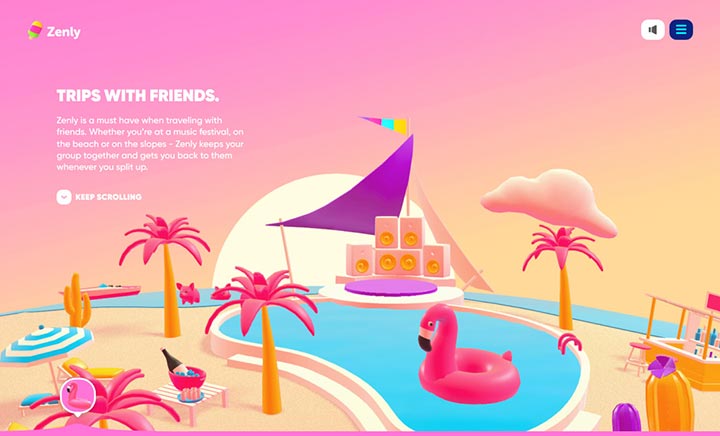 Zenly
TRIPS WITH FRIENDS.
Zenly is a must have when traveling with
friends. Whether you're at a music festival, on
the beach or on the slopes - Zenly keeps your
group together and gets you back to them
whenever you split up.
KEEP SCROLLING